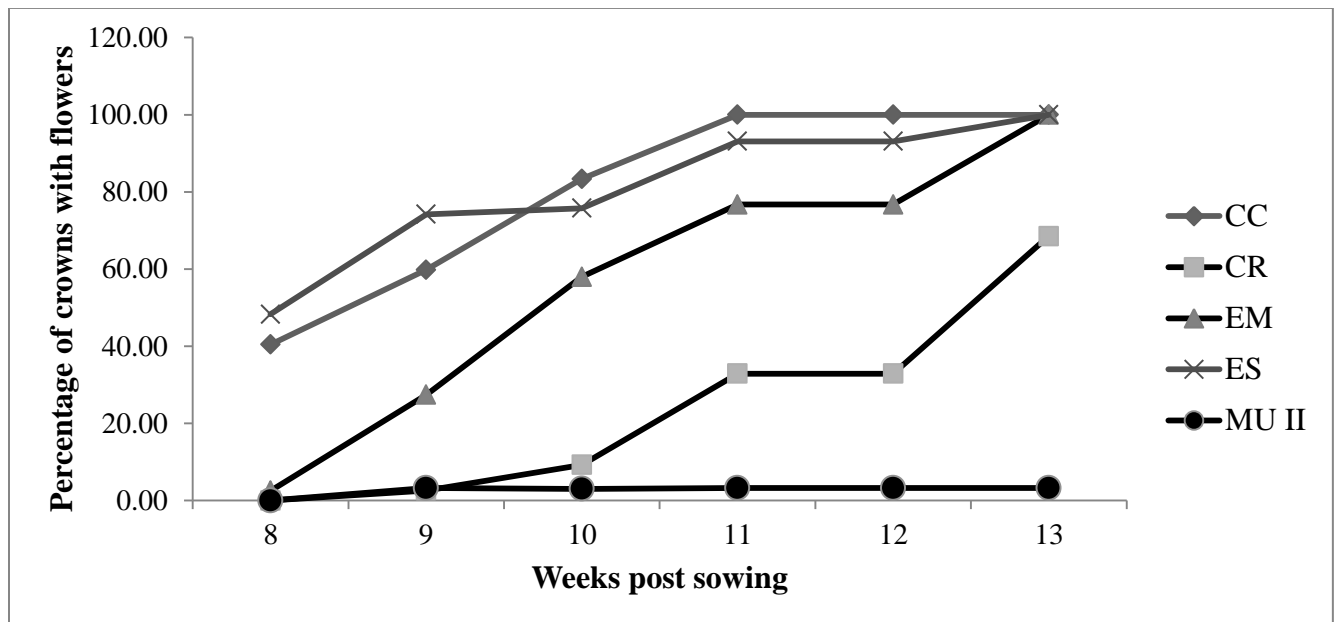 Percentage of crowns with flowers
120.00
100.00
80.00
60.00
40.00
20.00
0.00
8 9 10 11 12 13
Weeks post sowing
CC
CR
EM
ES
MU II